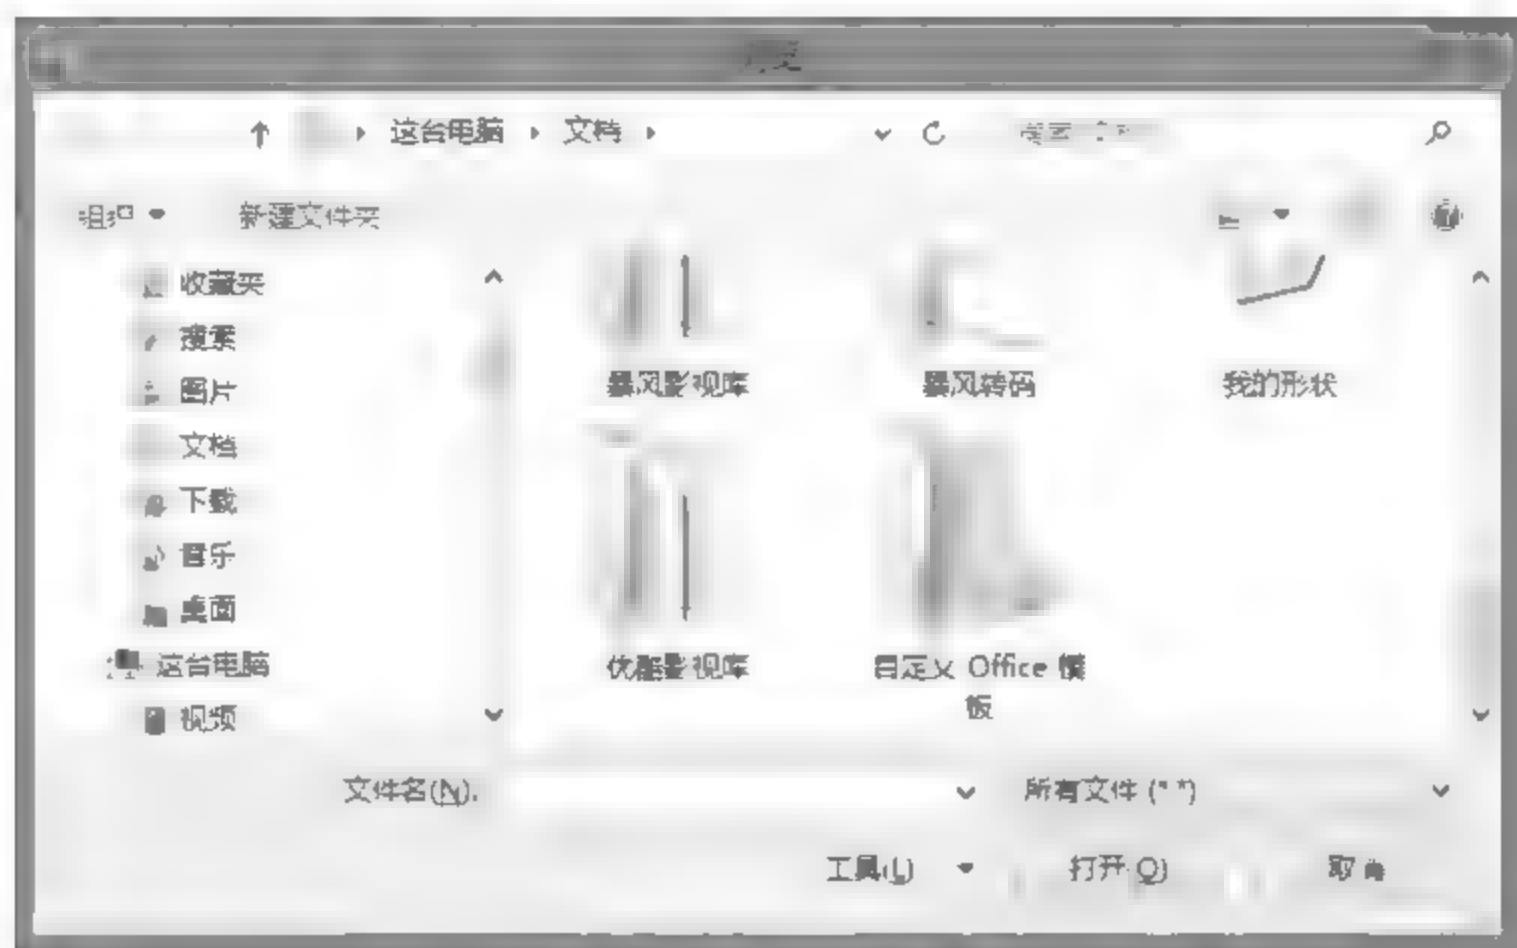 这台电脑 文档
新建文件夹
收藏夹
搜索
图片
文档
下载
音乐
桌面
这台电脑
视频
暴风影视库 暴风转码 我的形状
优酷影视库 自定义 Office 模
板
文件名(N): 所有文件 (*.*)
工具(L) 打开(O)